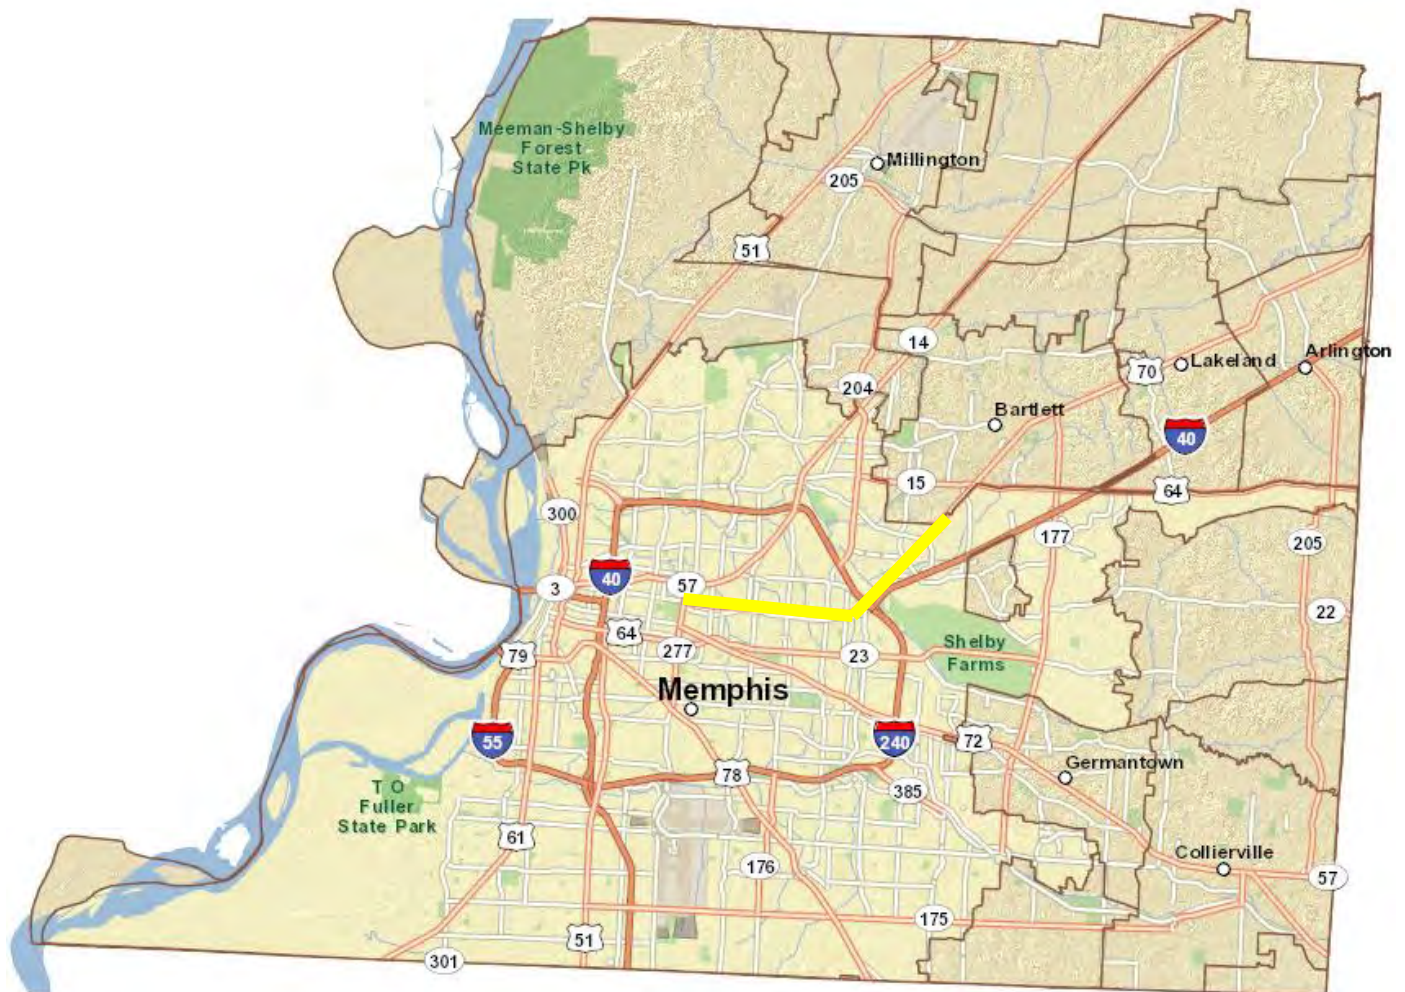 Meeman-Shelby
Forest
State Pk
Millington
205
51
14
204
70
Lakeland
Arlington
Bartlett
40
15
64
300
177
205
40
57
3
22
64
Shelby
Farms
79
277
23
Memphis
55
240
72
Germantown
78
T O
Fuller
State Park
385
61
Collierville
176
57
175
51
301